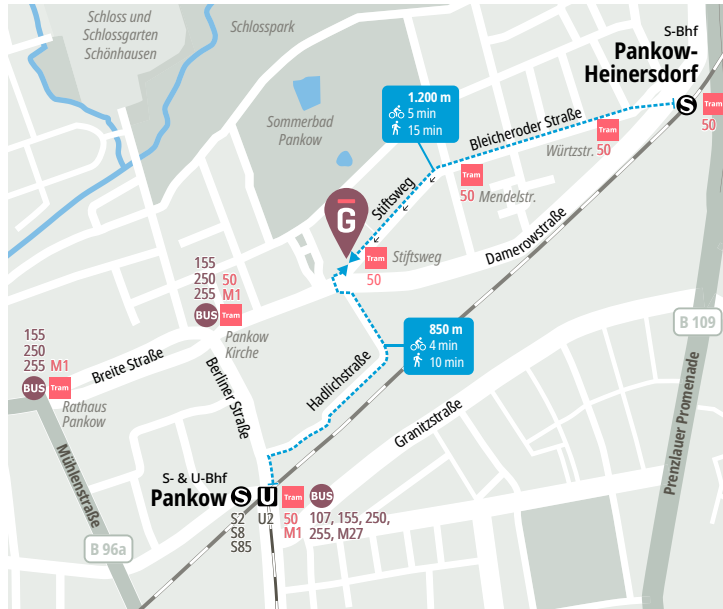 Schloss und
Schlossgarten
Schönhausen
Schlosspark
S-Bhf
Pankow-
Heinersdorf
S
Tram
50
Sommerbad
Pankow
1.200 m
5 min
15 min
Bleicheroder Straße
Tram
Würtzstr.
50
Tram
50 Mendelstr.
Stiftsweg
G
Damerowstraße
Tram
Stiftsweg
50
155
250 50
255 M1
BUS Tram
Pankow
Kirche
B 109
155
250
255 M1
BUS Tram
Rathaus
Pankow
Breite Straße
Berliner Straße
850 m
4 min
10 min
Hadlichstraße
Granitzstraße
Prenzlauer Promenade
Mühlenstraße
S- & U-Bhf
Pankow S U Tram BUS
S2 U2 50 107, 155, 250,
S8 M1 255, M27
S85
B 96a